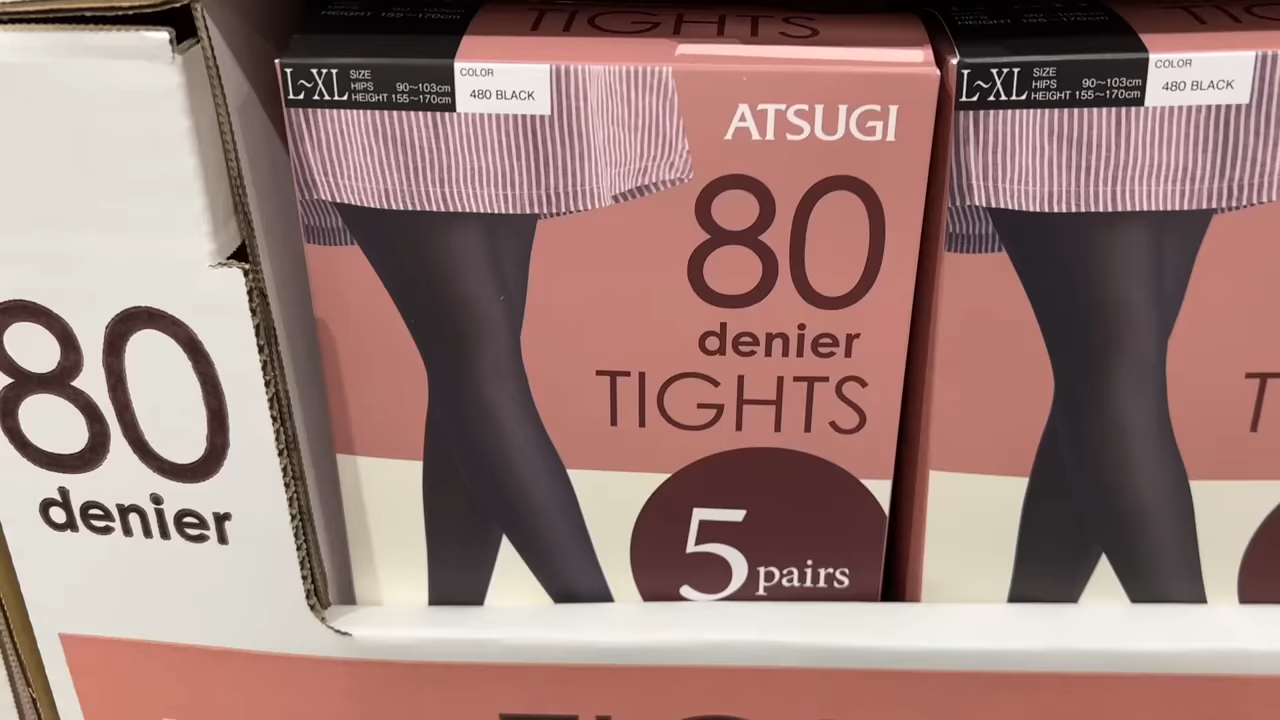 80
denier
TIGHTS
L~XL
SIZE
HIPS 90~103cm
HEIGHT 155~170cm
COLOR
480 BLACK
ATSUGI
80
denier
TIGHTS
5 pairs
L~XL
SIZE
HIPS 90~103cm
HEIGHT 155~170cm
COLOR
480 BLACK